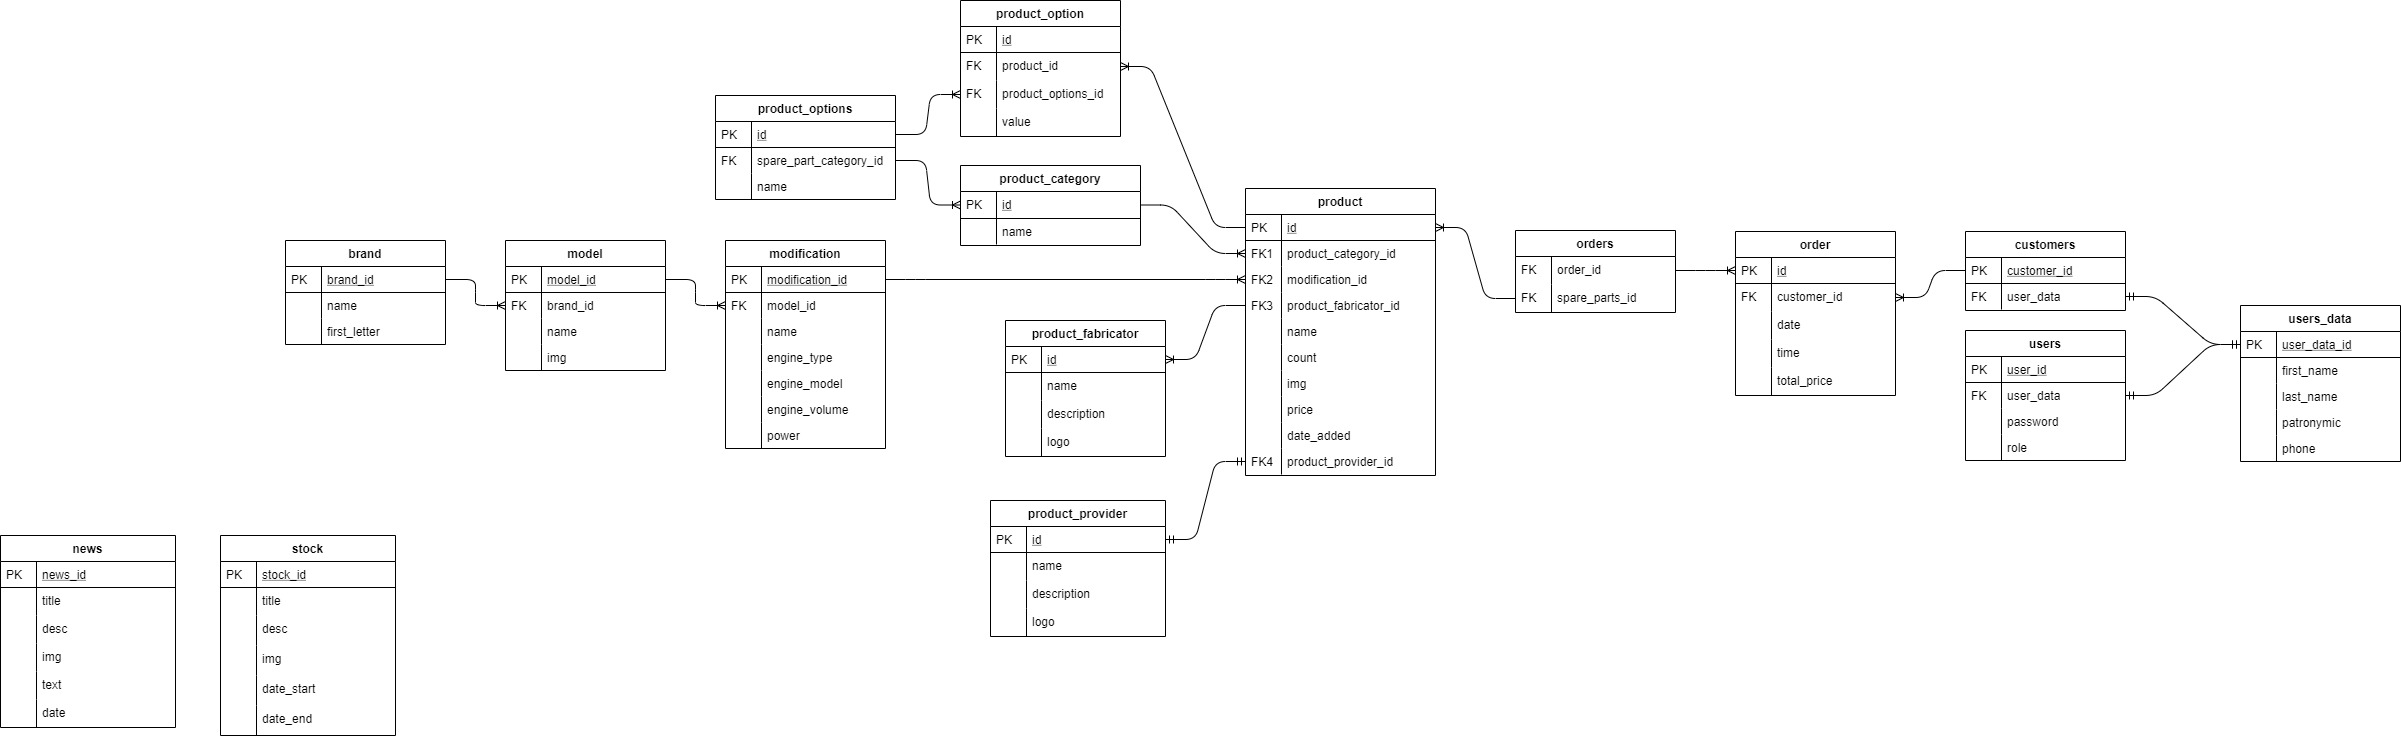 product_option
PK id
FK product_id
FK product_options_id
value
product_options
PK id
FK spare_part_category_id
name
product_category
PK id
name
brand
PK brand_id
name
first_letter
model
PK model_id
FK brand_id
name
img
modification
PK modification_id
FK model_id
name
engine_type
engine_model
engine_volume
power
product_fabricator
PK id
name
description
logo
product_provider
PK id
name
description
logo
product
PK id
FK1 product_category_id
FK2 modification_id
FK3 product_fabricator_id
name
count
img
price
date_added
FK4 product_provider_id
orders
FK order_id
FK spare_parts_id
order
PK id
FK customer_id
date
time
total_price
customers
PK customer_id
FK user_data
users
PK user_id
FK user_data
password
role
users_data
PK user_data_id
first_name
last_name
patronymic
phone
news
PK news_id
title
desc
img
text
date
stock
PK stock_id
title
desc
img
date_start
date_end